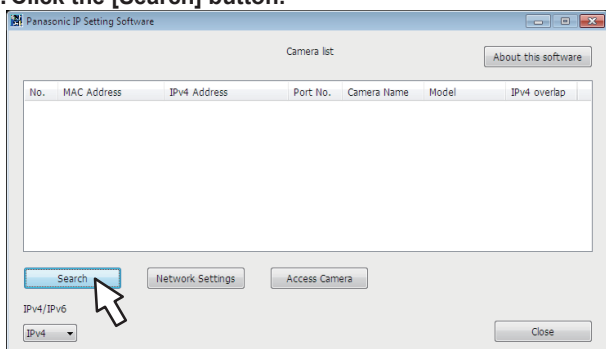 . Click the [Search] button.
Panasonic IP Setting Software
Camera list
About this software
No. MAC Address IPv4 Address Port No. Camera Name Model IPv4 overlap
Search Network Settings Access Camera
IPv4/IPv6
IPv4
Close